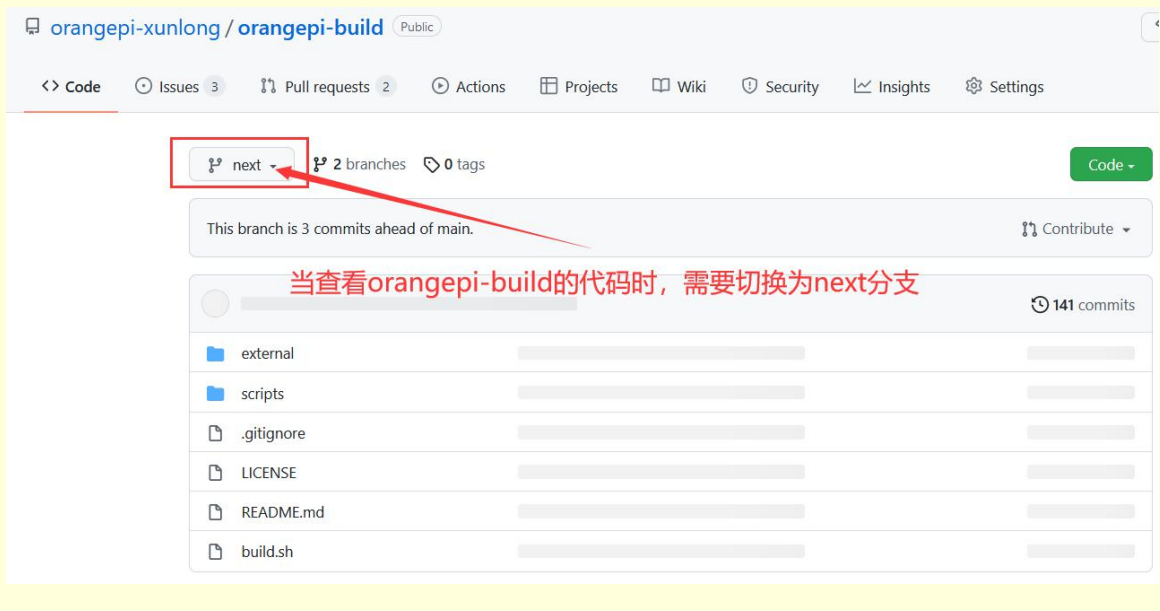 orangepi-xunlong / orangepi-build Public
Code Issues 3 Pull requests 2 Actions Projects Wiki Security Insights Settings
next 2 branches 0 tags Code
This branch is 3 commits ahead of main. Contribute
当查看orangepi-build的代码时，需要切换为next分支
141 commits
external
scripts
.gitignore
LICENSE
README.md
build.sh